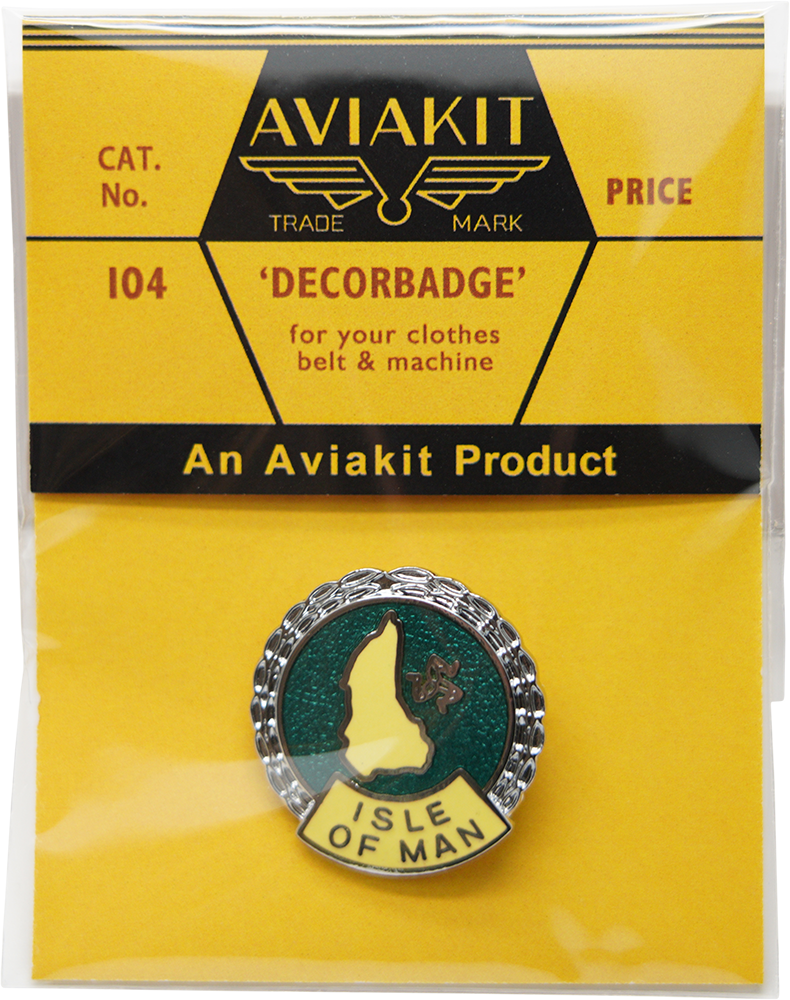 AVIAKIT
TRADE MARK
CAT.
No.
PRICE
104
'DECORBADGE'
for your clothes
belt & machine
An Aviakit Product
ISLE
OF MAN